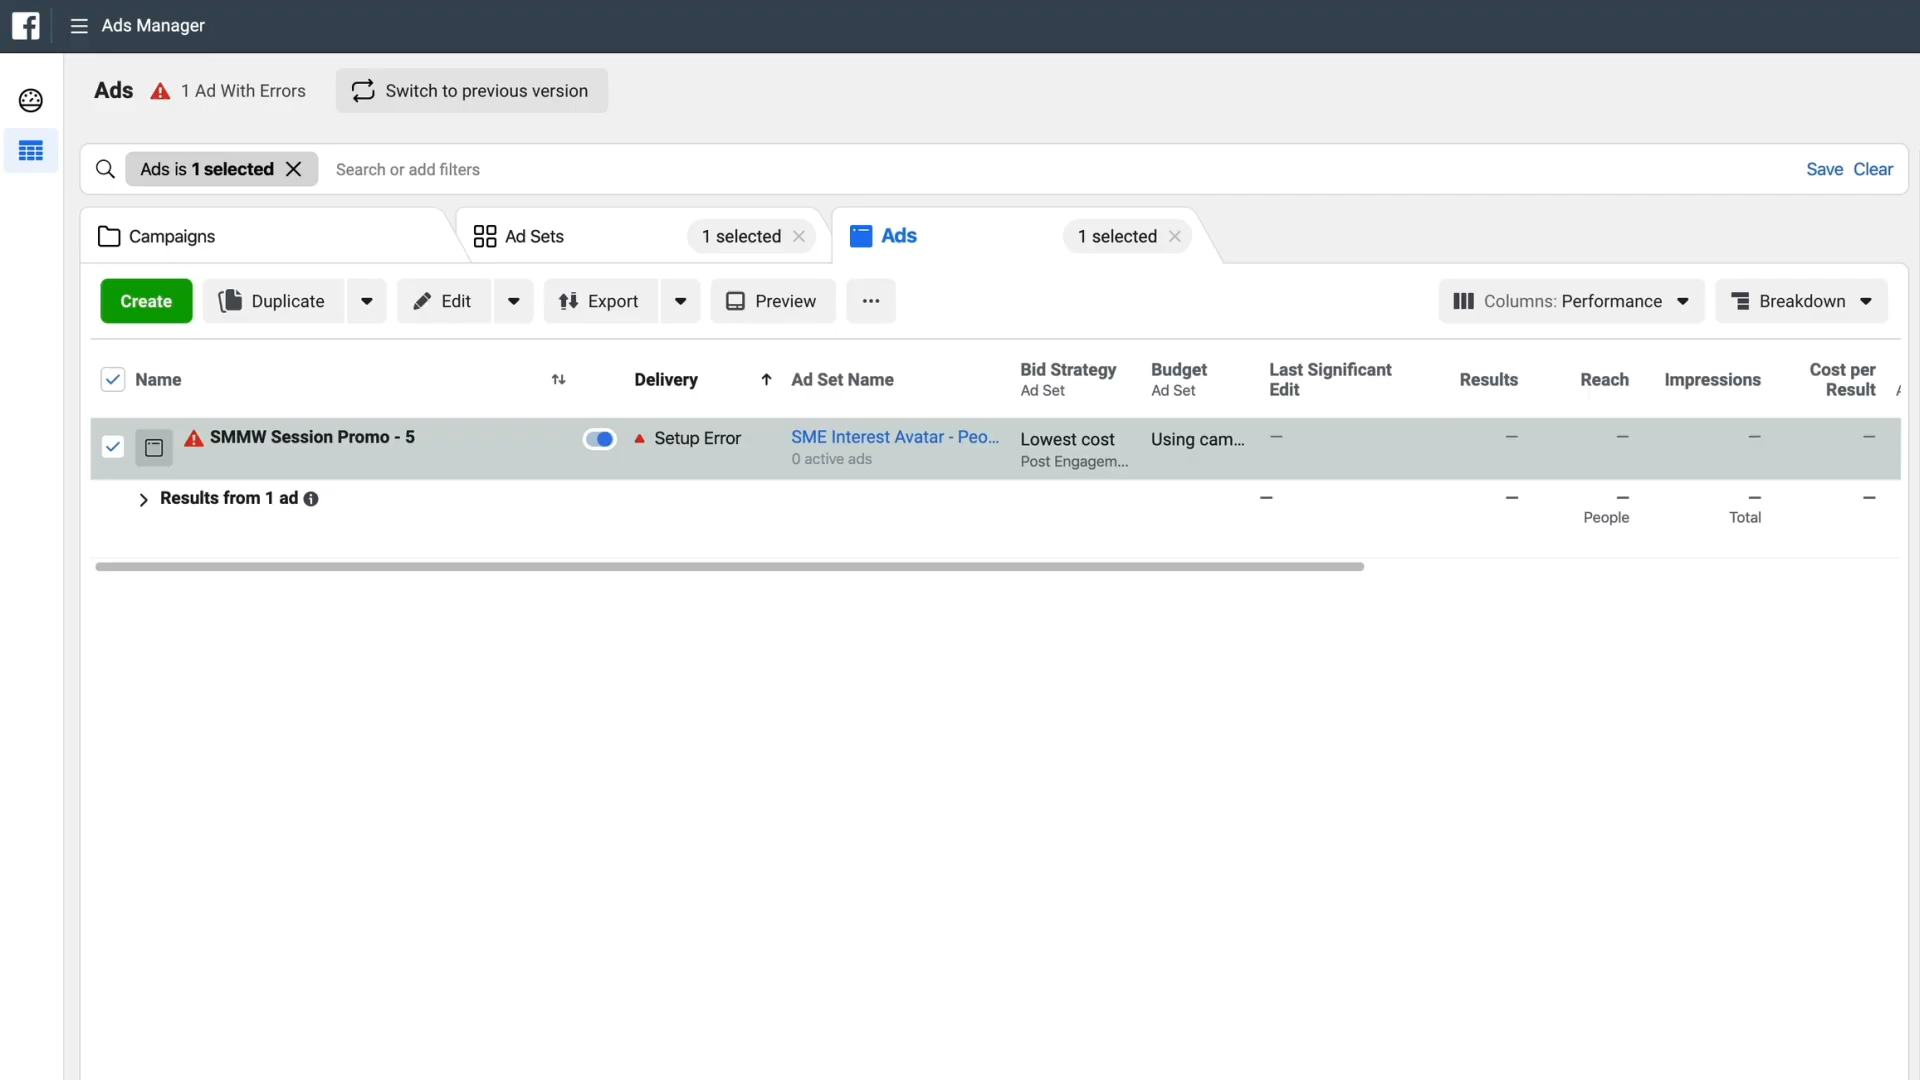 Ads Manager
Ads 1 Ad With Errors Switch to previous version
Ads is 1 selected Search or add filters Save Clear
Campaigns Ad Sets 1 selected Ads 1 selected
Create Duplicate Edit Export Preview ... Columns: Performance Breakdown
Name Delivery Ad Set Name Bid Strategy Budget Last Significant Results Reach Impressions Cost per
Ad Set Ad Set Edit Result
SMMW Session Promo - 5 Setup Error SME Interest Avatar - Peo... Lowest cost Using cam... — — — — —
0 active ads Post Engagem...
Results from 1 ad — — — — —
People Total